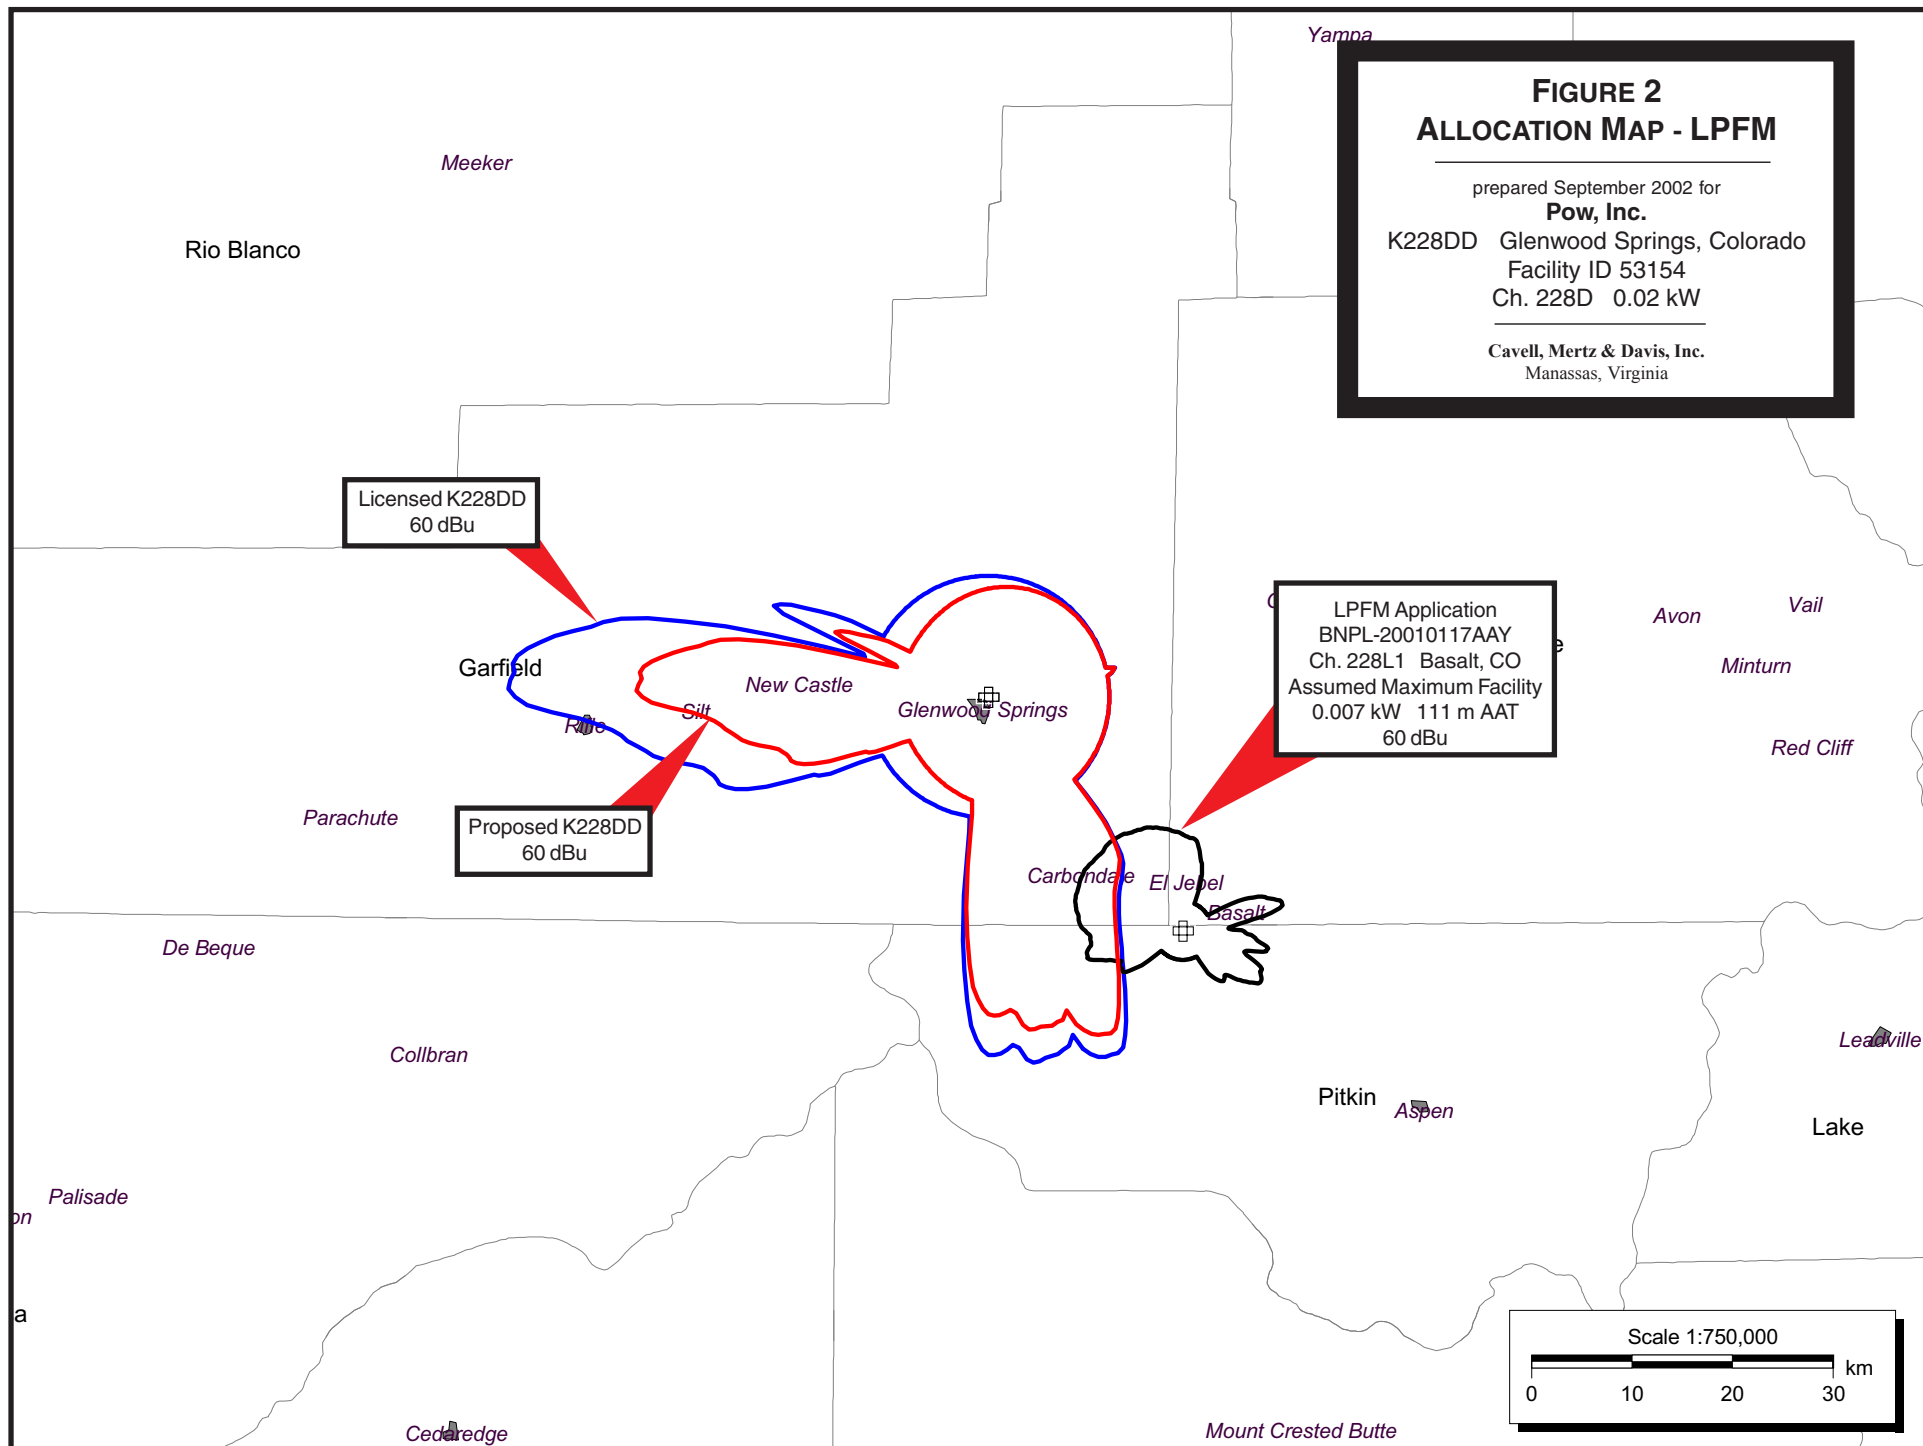 Yampa
FIGURE 2
ALLOCATION MAP - LPFM
prepared September 2002 for
Pow, Inc.
K228DD Glenwood Springs, Colorado
Facility ID 53154
Ch. 228D 0.02 kW
Cavell, Mertz & Davis, Inc.
Manassas, Virginia
Meeker
Rio Blanco
Licensed K228DD
60 dBu
LPFM Application
BNPL-20010117AAY
Ch. 228L1 Basalt, CO
Assumed Maximum Facility
0.007 kW 111 m AAT
60 dBu
Avon
Vail
Minturn
Red Cliff
Garfield
New Castle
Silt
Rifle
Glenwood Springs
Parachute
Proposed K228DD
60 dBu
Carbondale
El Jebel
Basalt
De Beque
Collbran
Leadville
Pitkin
Aspen
Lake
Palisade
on
a
Scale 1:750,000
km
0 10 20 30
Cedaredge
Mount Crested Butte